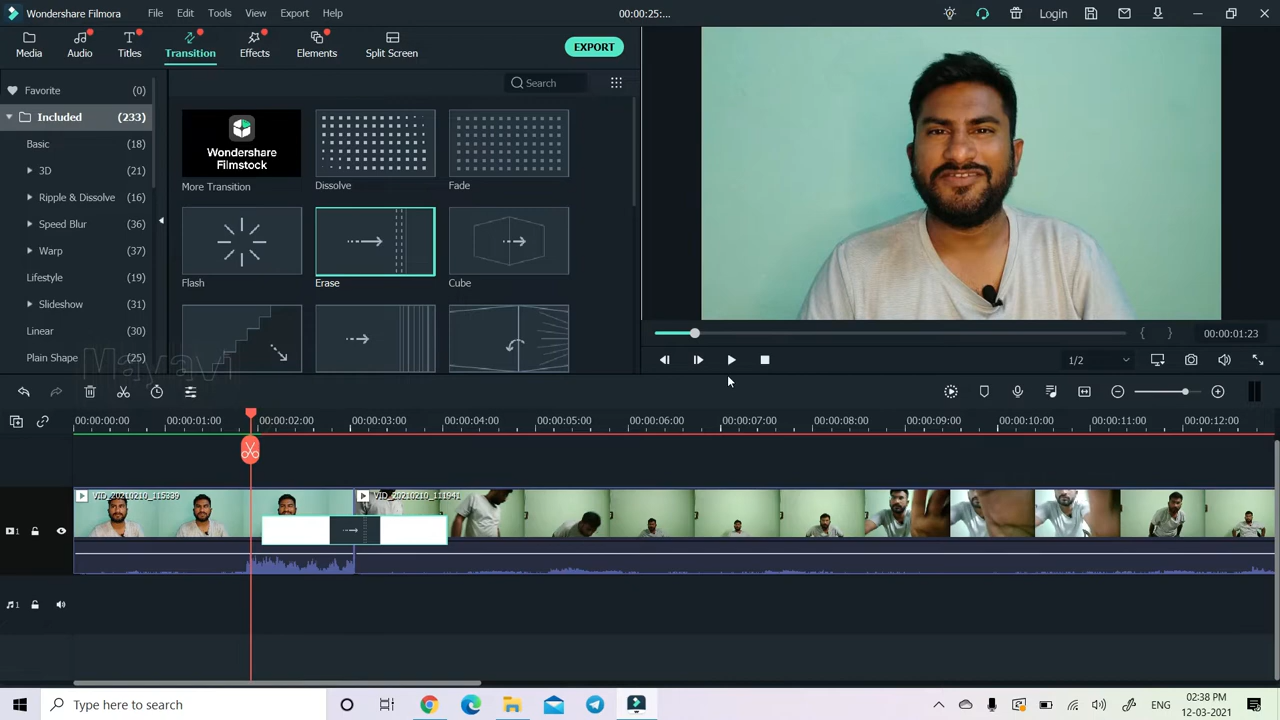 Wondershare Filmora
File Edit Tools View Export Help
00:00:25:...
Login
Media Audio Titles Transition Effects Elements Split Screen
EXPORT
Favorite (0)
Search
Included (233)
Basic (18)
3D (21)
Ripple & Dissolve (16)
Speed Blur (36)
Warp (37)
Lifestyle (19)
Slideshow (31)
Linear (30)
Plain Shape (25)
Wondershare
Filmstock
More Transition Dissolve Fade
Flash Erase Cube
Mayavi
00:00:01:23
1/2
00:00:00:00 00:00:01:00 00:00:02:00 00:00:03:00 00:00:04:00 00:00:05:00 00:00:06:00 00:00:07:00 00:00:08:00 00:00:09:00 00:00:10:00 00:00:11:00 00:00:12:00
VID_20210210_115339 VID_20210210_111941
1
1
Type here to search
ENG
02:38 PM
12-03-2021